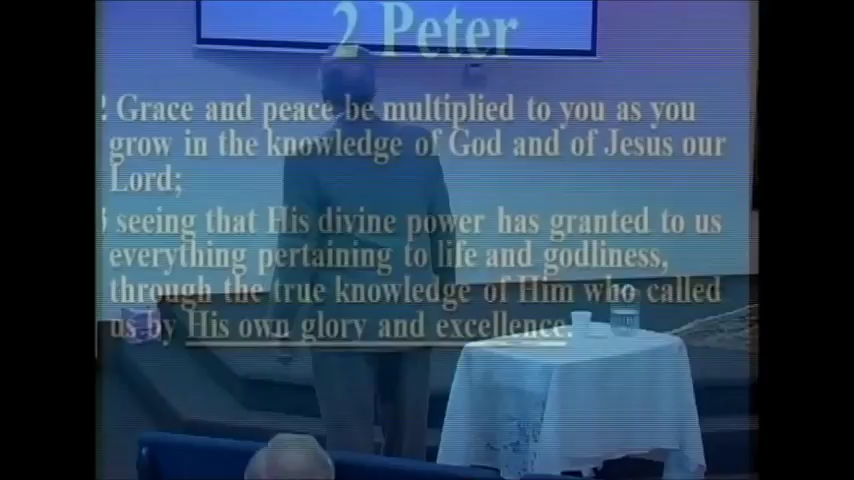 2 Peter
2 Grace and peace be multiplied to you as you
grow in the knowledge of God and of Jesus our
Lord;
3 seeing that His divine power has granted to us
everything pertaining to life and godliness,
through the true knowledge of Him who called
us by His own glory and excellence.